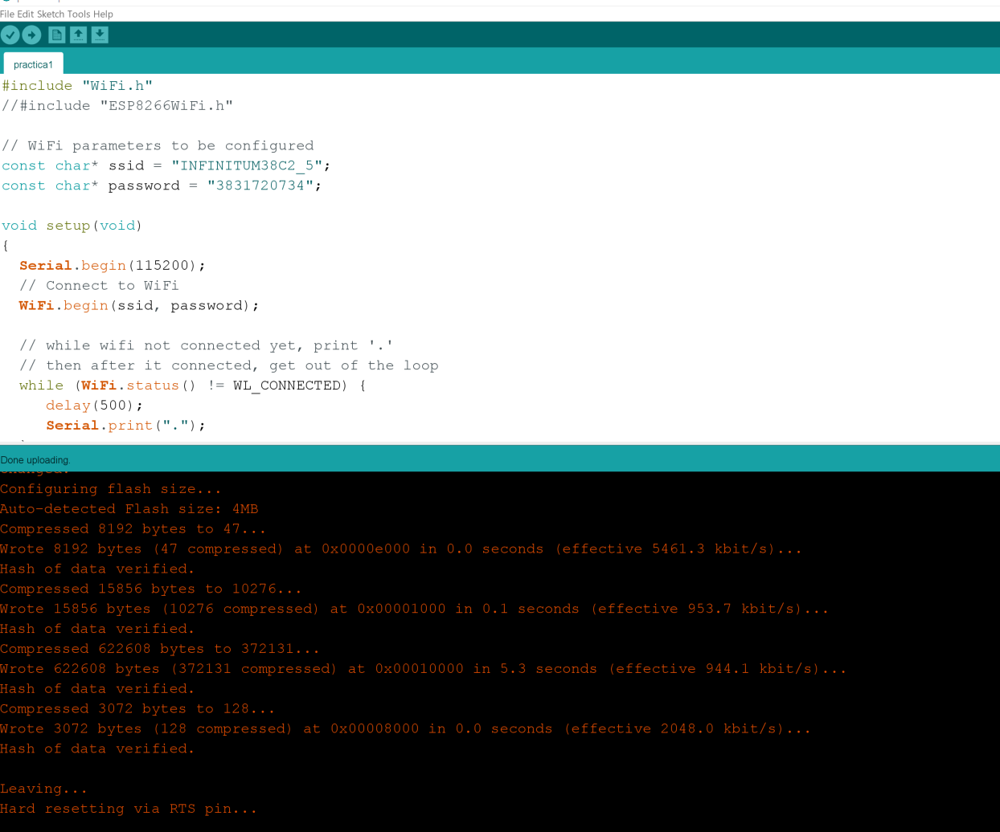 File Edit Sketch Tools Help
practica1
#include "WiFi.h"
//#include "ESP8266WiFi.h"
// WiFi parameters to be configured
const char* ssid = "INFINITUM38C2_5";
const char* password = "3831720734";
void setup(void)
{
Serial.begin(115200);
// Connect to WiFi
WiFi.begin(ssid, password);
// while wifi not connected yet, print '.'
// then after it connected, get out of the loop
while (WiFi.status() != WL_CONNECTED) {
delay(500);
Serial.print(".");
Done uploading.
Configuring flash size...
Auto-detected Flash size: 4MB
Compressed 8192 bytes to 47...
Wrote 8192 bytes (47 compressed) at 0x0000e000 in 0.0 seconds (effective 5461.3 kbit/s)...
Hash of data verified.
Compressed 15856 bytes to 10276...
Wrote 15856 bytes (10276 compressed) at 0x00001000 in 0.1 seconds (effective 953.7 kbit/s)...
Hash of data verified.
Compressed 622608 bytes to 372131...
Wrote 622608 bytes (372131 compressed) at 0x00010000 in 5.3 seconds (effective 944.1 kbit/s)...
Hash of data verified.
Compressed 3072 bytes to 128...
Wrote 3072 bytes (128 compressed) at 0x00008000 in 0.0 seconds (effective 2048.0 kbit/s)...
Hash of data verified.
Leaving...
Hard resetting via RTS pin...